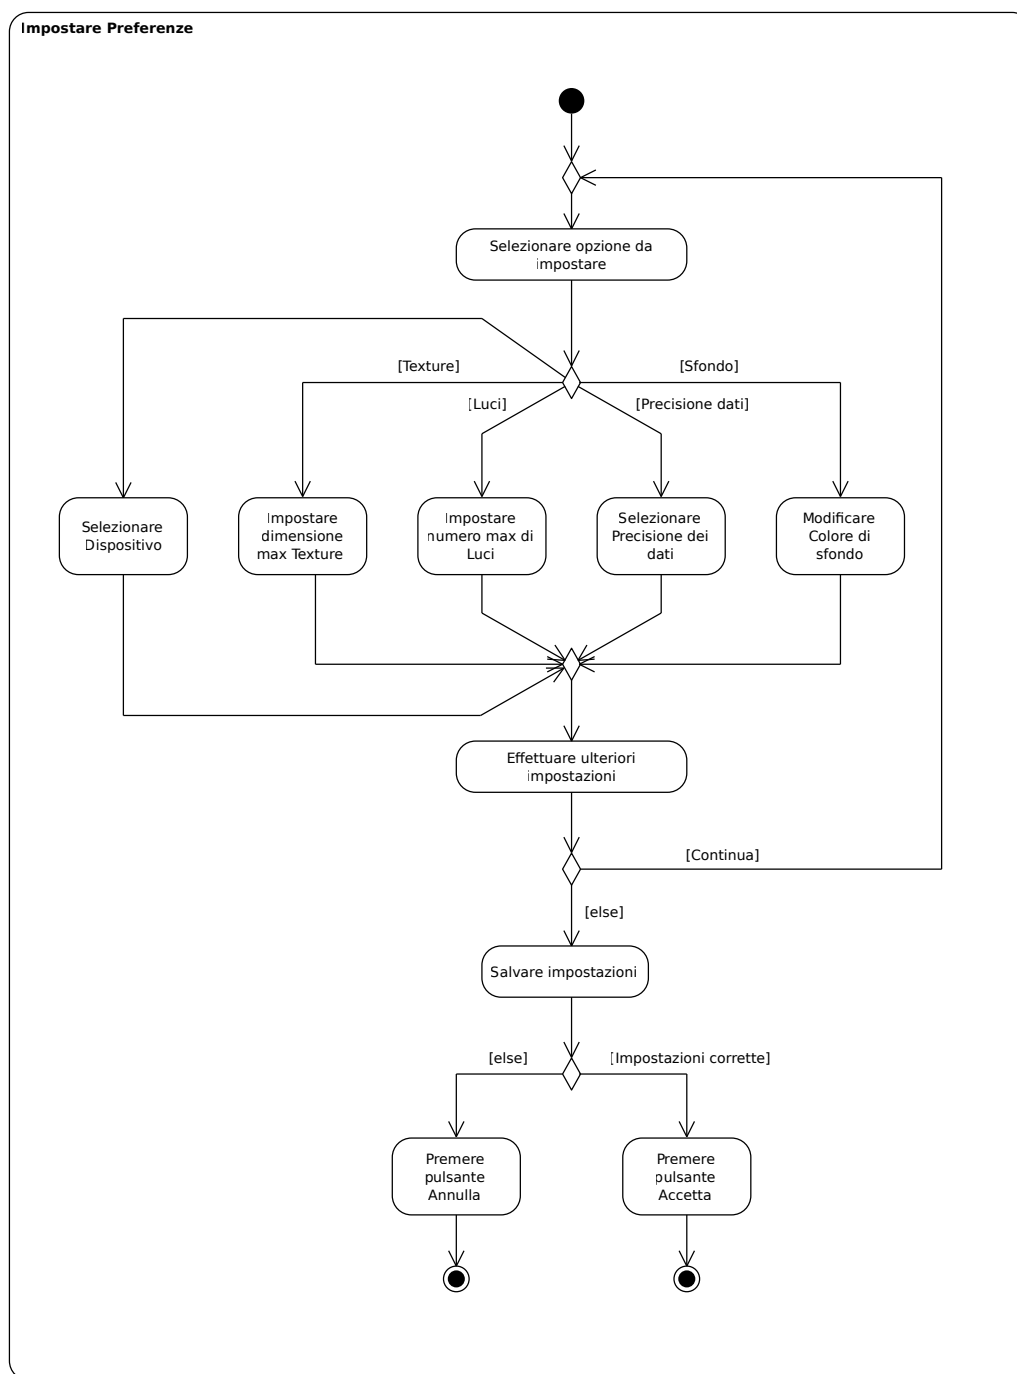 Impostare Preferenze
Selezionare opzione da
impostare
[Texture]
[Sfondo]
[Luci]
[Precisione dati]
Selezionare
Dispositivo
Impostare
dimensione
max Texture
Impostare
numero max di
Luci
Selezionare
Precisione dei
dati
Modificare
Colore di
sfondo
Effettuare ulteriori
impostazioni
[Continua]
[else]
Salvare impostazioni
[else]
[Impostazioni corrette]
Premere
pulsante
Annulla
Premere
pulsante
Accetta